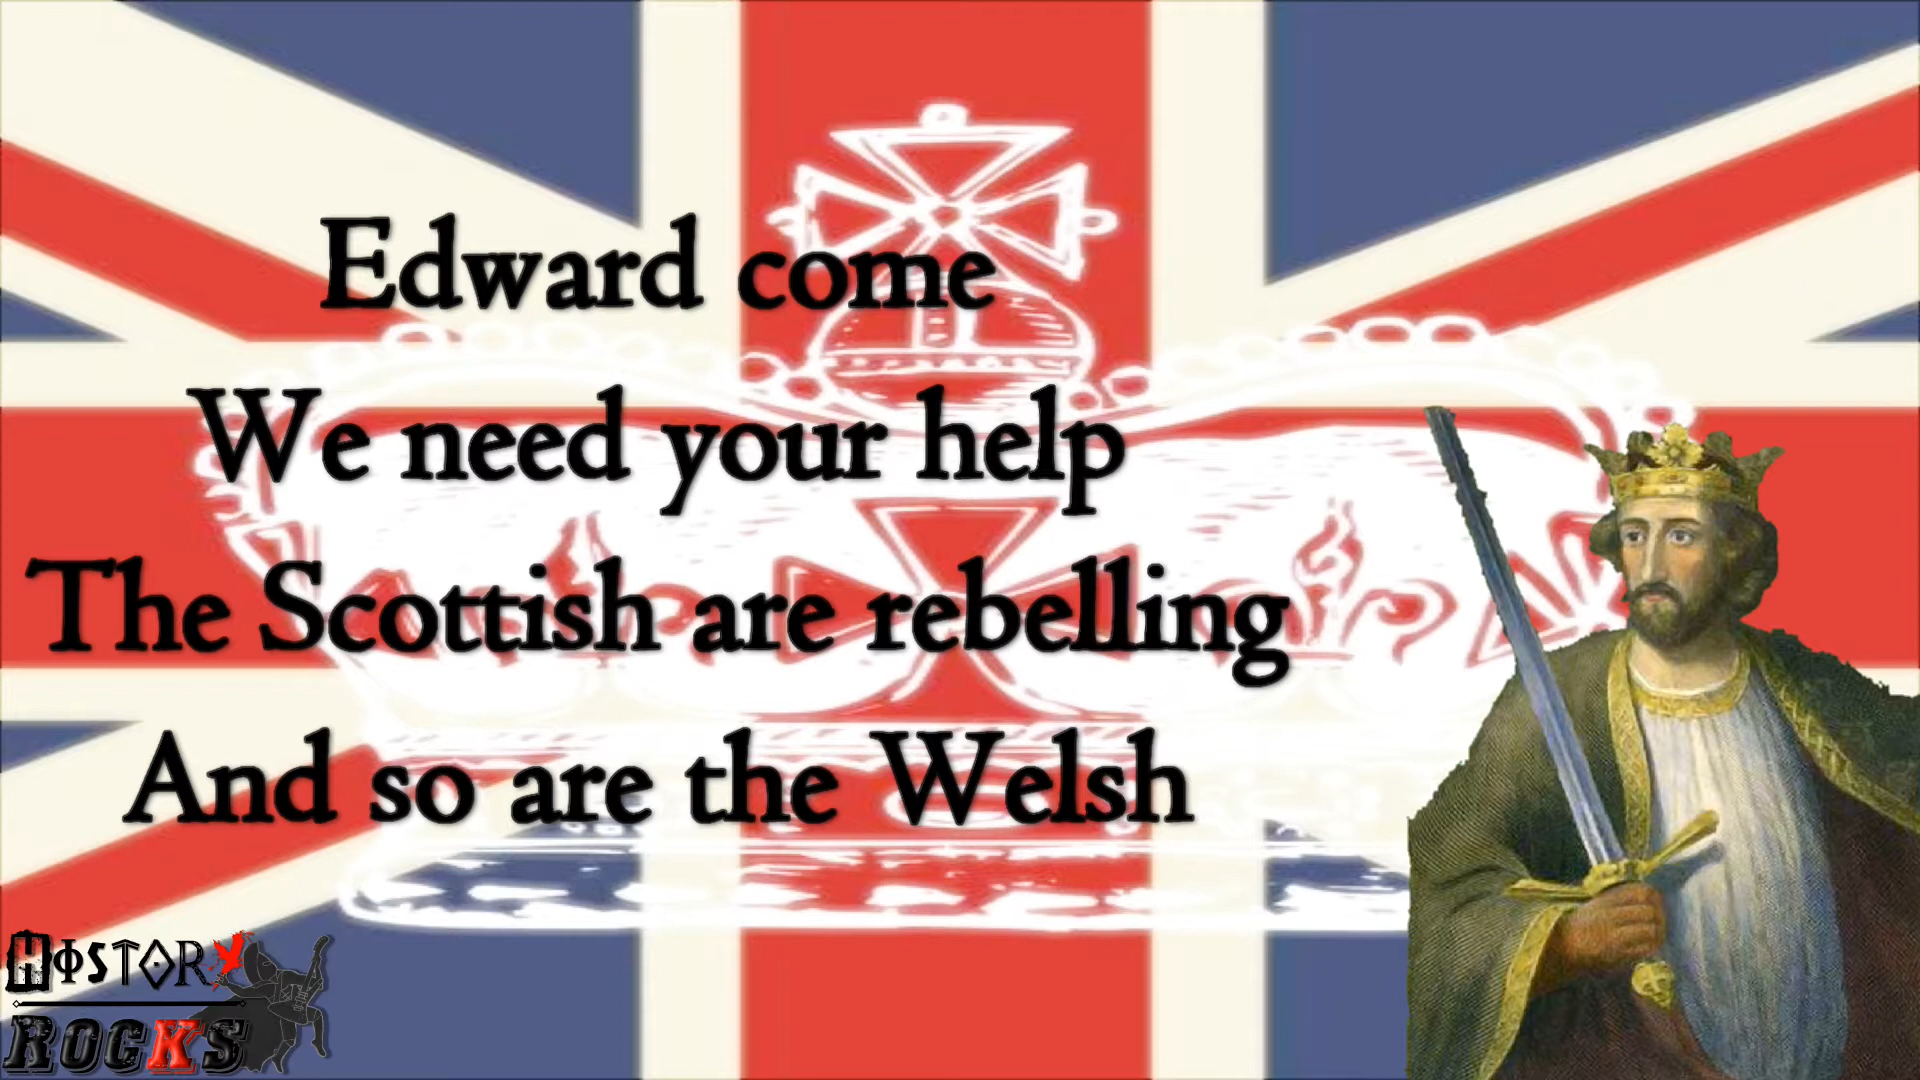 Edward come
We need your help
The Scottish are rebelling
And so are the Welsh
HISTORY
ROCKS